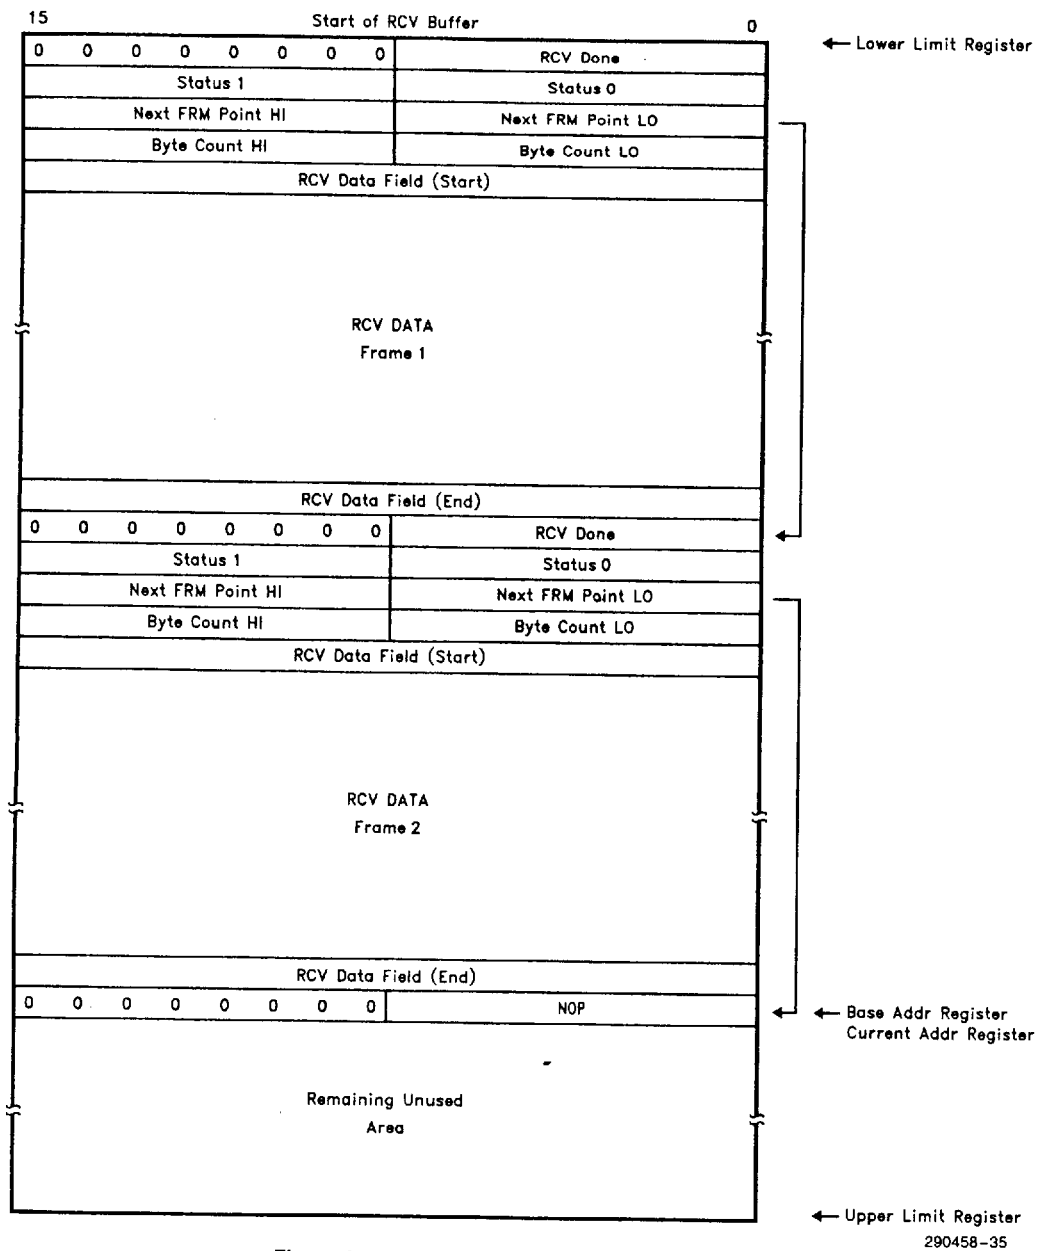 15 Start of RCV Buffer 0
← Lower Limit Register
0 0 0 0 0 0 0 0 RCV Done
Status 1 Status 0
Next FRM Point HI Next FRM Point LO
Byte Count HI Byte Count LO
RCV Data Field (Start)
RCV DATA
Frame 1
RCV Data Field (End)
0 0 0 0 0 0 0 0 RCV Done
Status 1 Status 0
Next FRM Point HI Next FRM Point LO
Byte Count HI Byte Count LO
RCV Data Field (Start)
RCV DATA
Frame 2
RCV Data Field (End)
0 0 0 0 0 0 0 0 NOP
← Base Addr Register
Current Addr Register
Remaining Unused
Area
← Upper Limit Register
290458-35